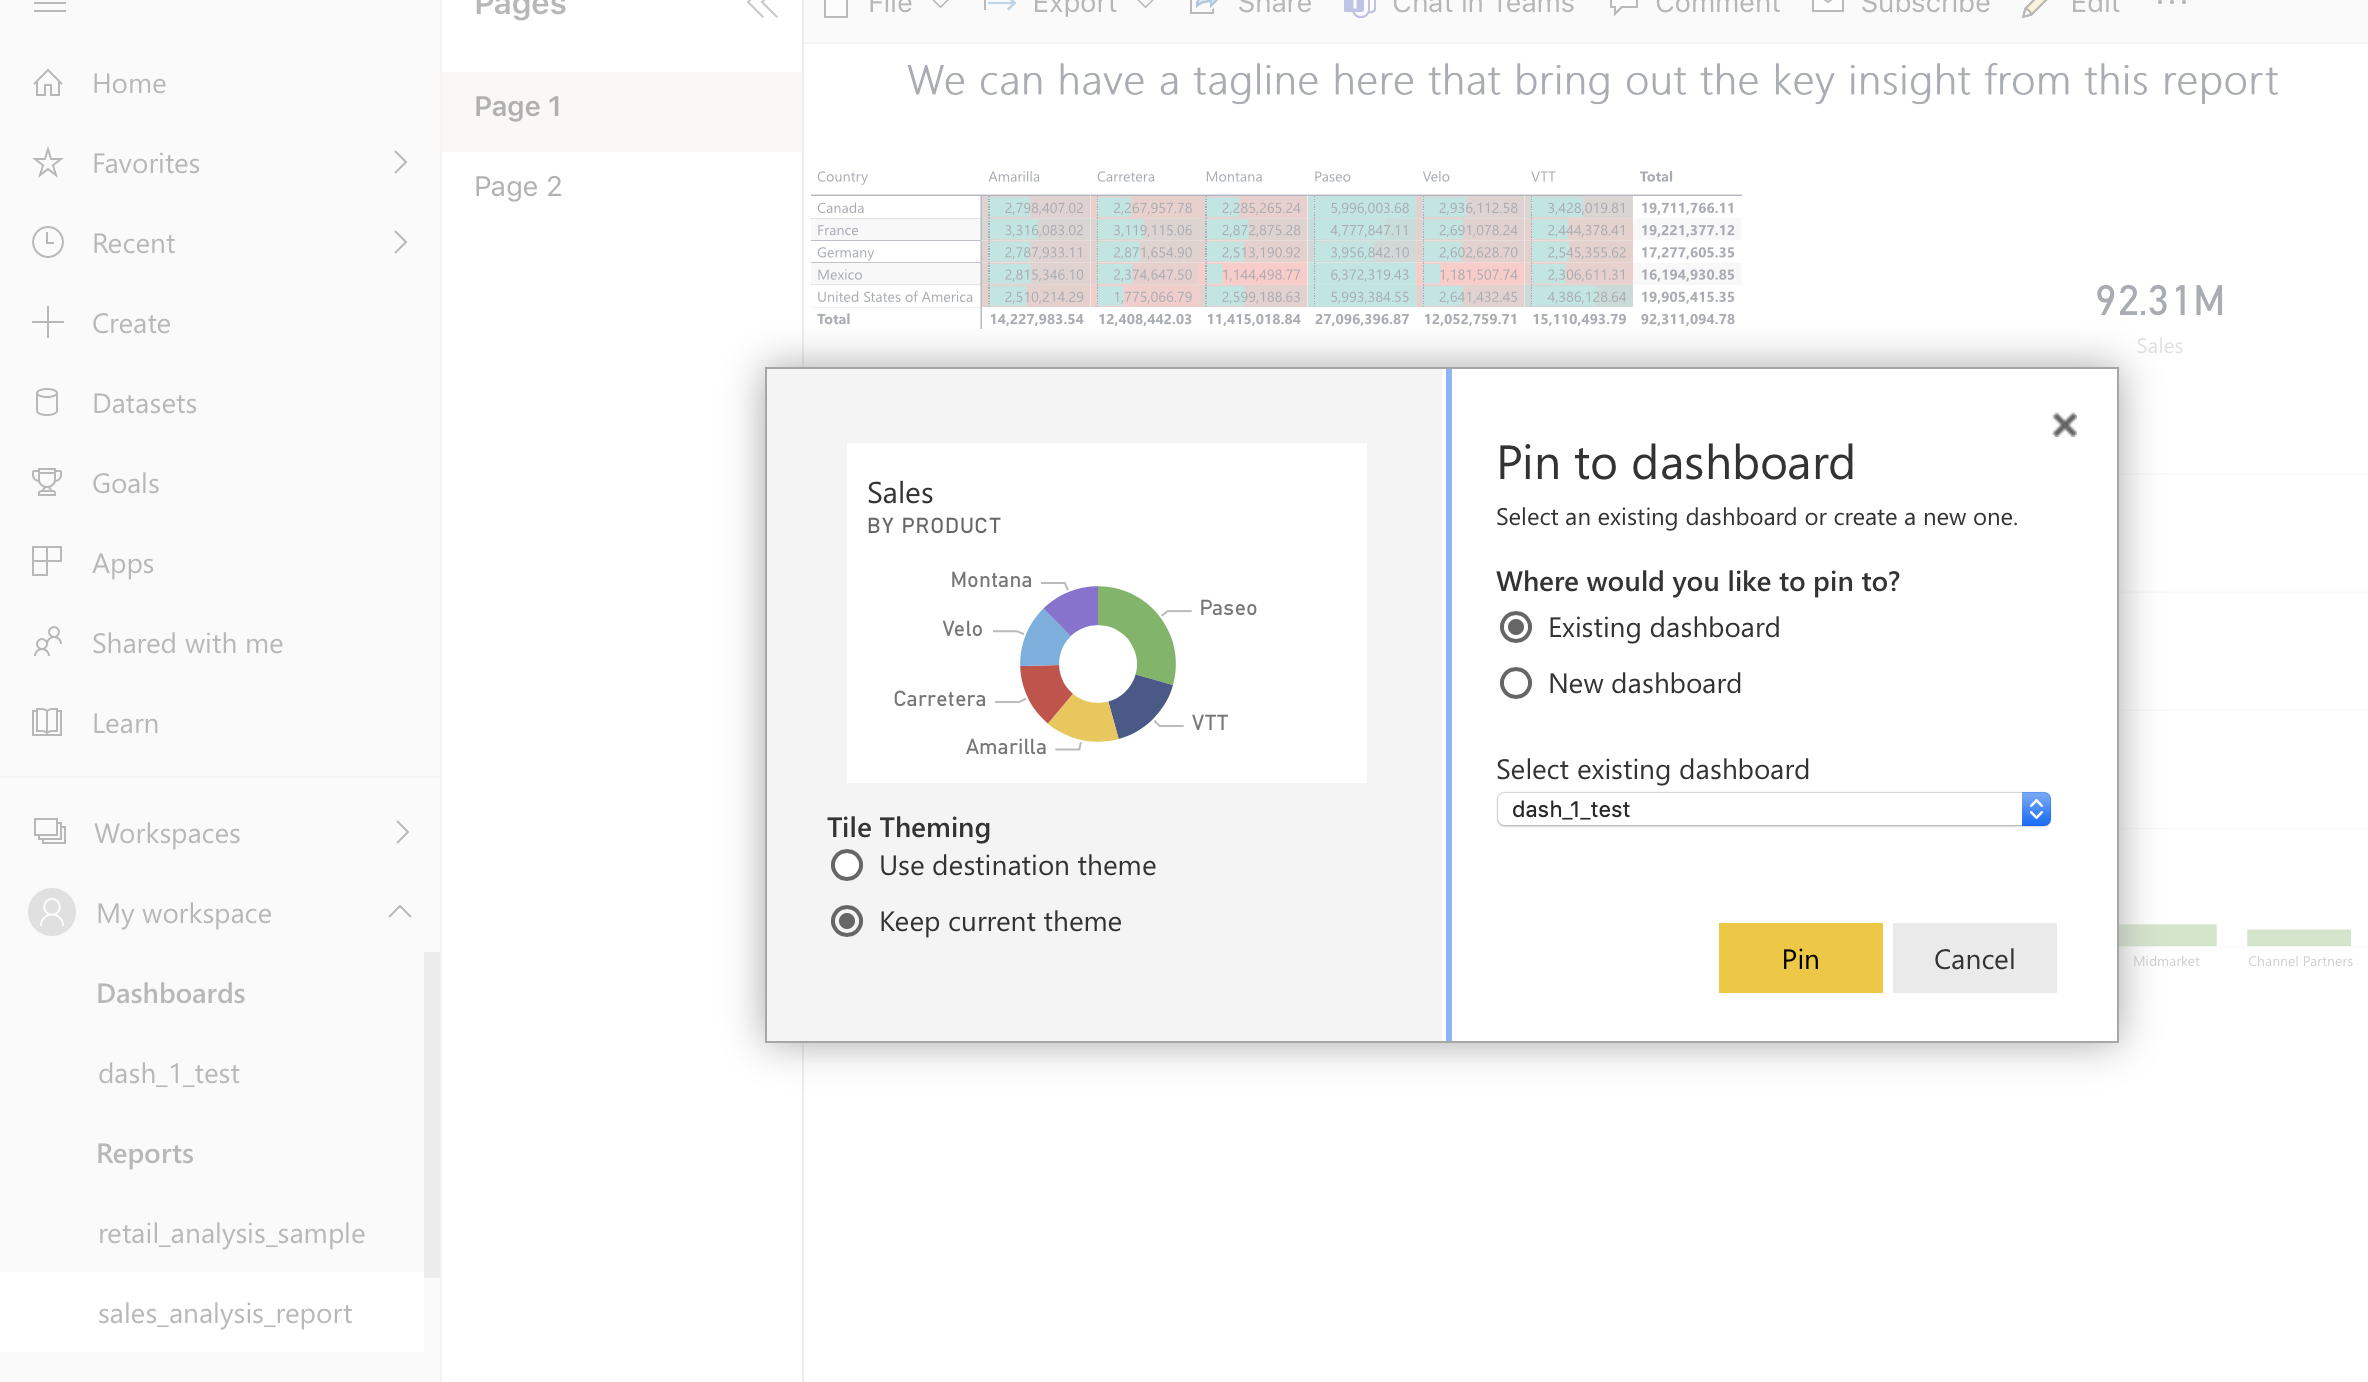 Pages
File
Export
Share
Chat in Teams
Comment
Subscribe
Edit
Home
Favorites
Recent
Create
Datasets
Goals
Apps
Shared with me
Learn
Workspaces
My workspace
Dashboards
dash_1_test
Reports
retail_analysis_sample
sales_analysis_report
Page 1
Page 2
We can have a tagline here that bring out the key insight from this report
Country Amarilla Carretera Montana Paseo Velo VTT Total
Canada 2,798,407.02 2,267,957.78 2,285,265.24 5,996,003.68 2,936,112.58 3,428,019.81 19,711,766.11
France 3,316,083.02 3,119,115.06 2,872,875.28 4,777,847.11 2,691,078.24 2,444,378.41 19,221,377.12
Germany 2,787,933.11 2,871,654.90 2,513,190.92 3,956,842.10 2,602,628.70 2,545,355.62 17,277,605.35
Mexico 2,815,346.10 2,374,647.50 1,144,498.77 6,372,319.43 1,181,507.74 2,306,611.31 16,194,930.85
United States of America 2,510,214.29 1,775,066.79 2,599,188.63 5,993,384.55 2,641,432.45 4,386,128.64 19,905,415.35
Total 14,227,983.54 12,408,442.03 11,415,018.84 27,096,396.87 12,052,759.71 15,110,493.79 92,311,094.78
92.31M
Sales
Sales
BY PRODUCT
Montana
Paseo
Velo
Carretera
VTT
Amarilla
Tile Theming
Use destination theme
Keep current theme
Pin to dashboard
Select an existing dashboard or create a new one.
Where would you like to pin to?
Existing dashboard
New dashboard
Select existing dashboard
dash_1_test
Pin
Cancel
Midmarket
Channel Partners